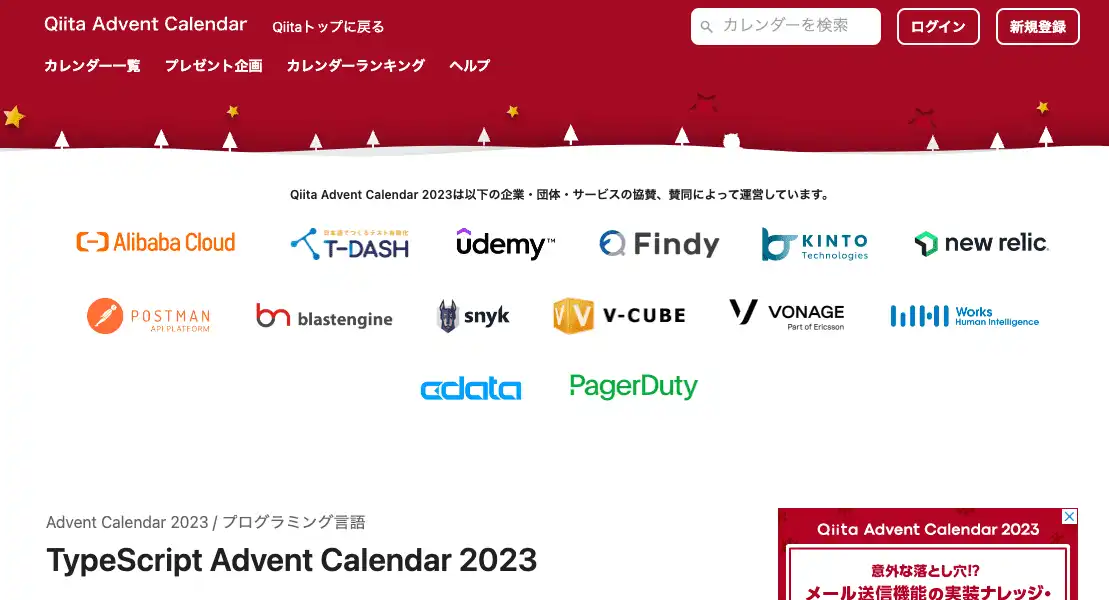 Qiita Advent Calendar
Qiitaトップに戻る
カレンダーを検索
ログイン
新規登録
カレンダー一覧
プレゼント企画
カレンダーランキング
ヘルプ
Qiita Advent Calendar 2023は以下の企業・団体・サービスの協賛、賛同によって運営しています。
Alibaba Cloud
日本語でつくるテスト自動化
T-DASH
udemy™
Findy
KINTO
Technologies
new relic.
POSTMAN
API PLATFORM
blastengine
snyk
V-CUBE
VONAGE
Part of Ericsson
Works
Human Intelligence
cdata
PagerDuty
Advent Calendar 2023 / プログラミング言語
TypeScript Advent Calendar 2023
Qiita Advent Calendar 2023
意外な落とし穴!?
メール送信機能の実装ナレッジ・